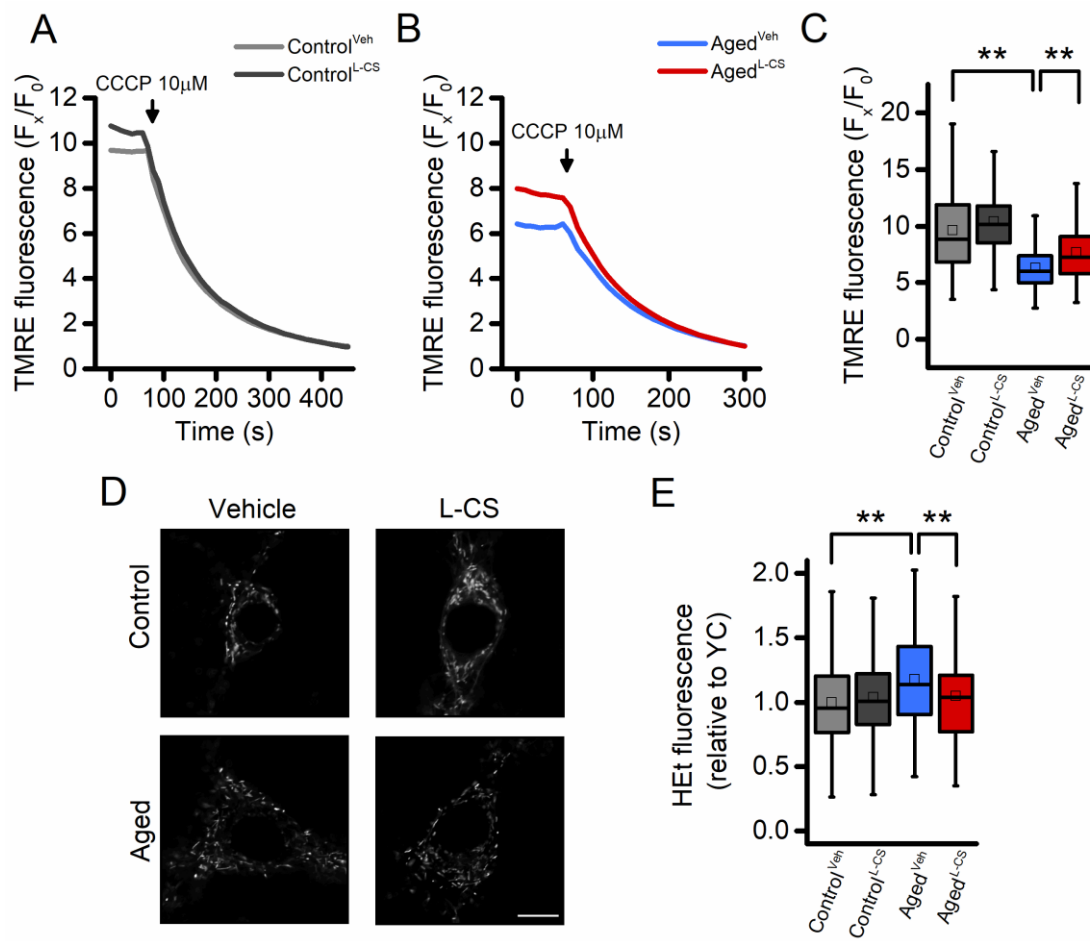 A
Control^Veh
Control^L-CS
CCCP 10μM
TMRE fluorescence (F_x/F_0)
12
10
8
6
4
2
0
0 100 200 300 400
Time (s)
B
Aged^Veh
Aged^L-CS
CCCP 10μM
TMRE fluorescence (F_x/F_0)
12
10
8
6
4
2
0
0 100 200 300
Time (s)
C
** **
TMRE fluorescence (F_x/F_0)
20
15
10
5
0
Control^Veh
Control^L-CS
Aged^Veh
Aged^L-CS
D
Vehicle L-CS
Control
Aged
E
** **
HEt fluorescence
(relative to YC)
2.0
1.5
1.0
0.5
0.0
Control^Veh
Control^L-CS
Aged^Veh
Aged^L-CS